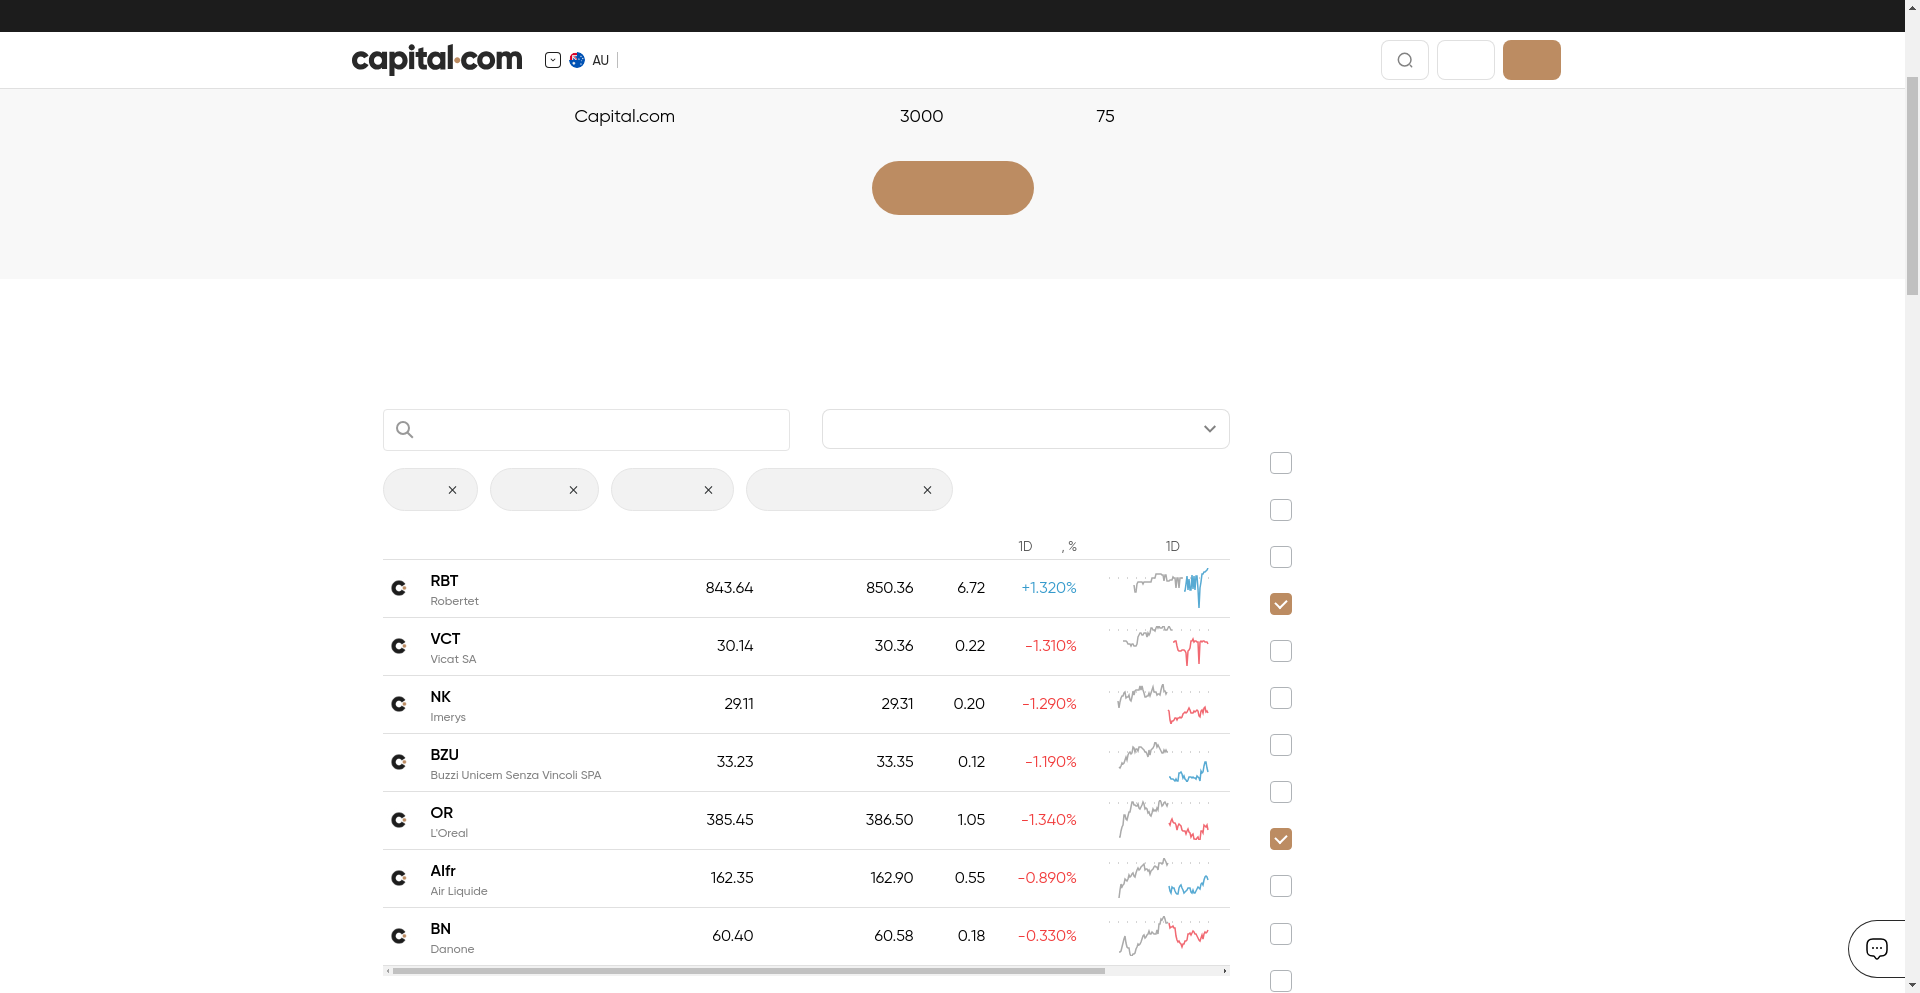 capital.com
AU
Capital.com 3000 75
1D , % 1D
RBT
Robertet
843.64 850.36 6.72 +1.320%
VCT
Vicat SA
30.14 30.36 0.22 -1.310%
NK
Imerys
29.11 29.31 0.20 -1.290%
BZU
Buzzi Unicem Senza Vincoli SPA
33.23 33.35 0.12 -1.190%
OR
L'Oreal
385.45 386.50 1.05 -1.340%
AIfr
Air Liquide
162.35 162.90 0.55 -0.890%
BN
Danone
60.40 60.58 0.18 -0.330%